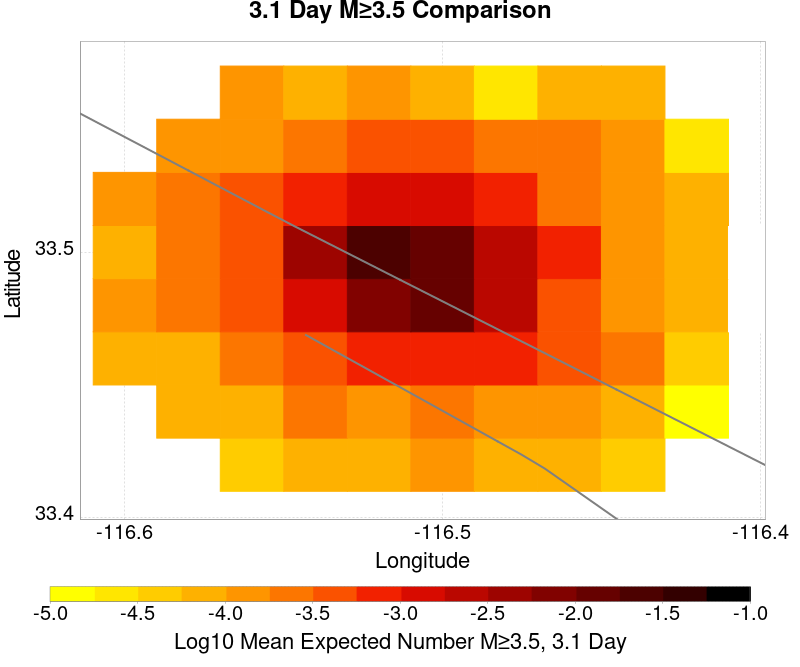 3.1 Day M≥3.5 Comparison
Latitude
33.5
33.4
-116.6 -116.5 -116.4
Longitude
-5.0 -4.5 -4.0 -3.5 -3.0 -2.5 -2.0 -1.5 -1.0
Log10 Mean Expected Number M≥3.5, 3.1 Day